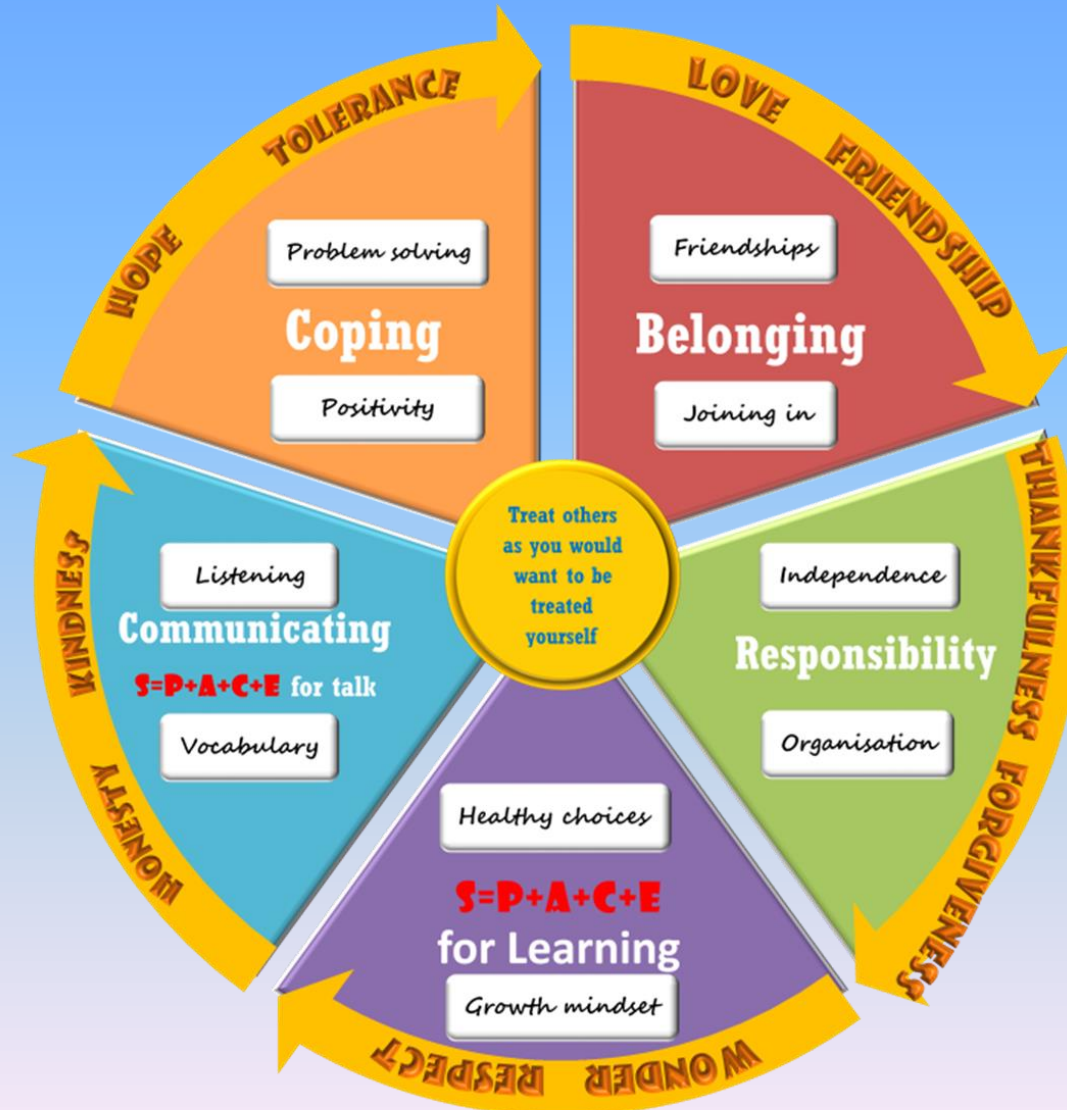 HOPE TOLERANCE
Problem solving
Coping
Positivity
LOVE FRIENDSHIP
Friendships
Belonging
Joining in
THANKFULNESS FORGIVENESS
Independence
Responsibility
Organisation
WONDER RESPECT
Healthy choices
S=P+A+C+E
for Learning
Growth mindset
HONESTY KINDNESS
Listening
Communicating
S=P+A+C+E for talk
Vocabulary
Treat others
as you would
want to be
treated
yourself